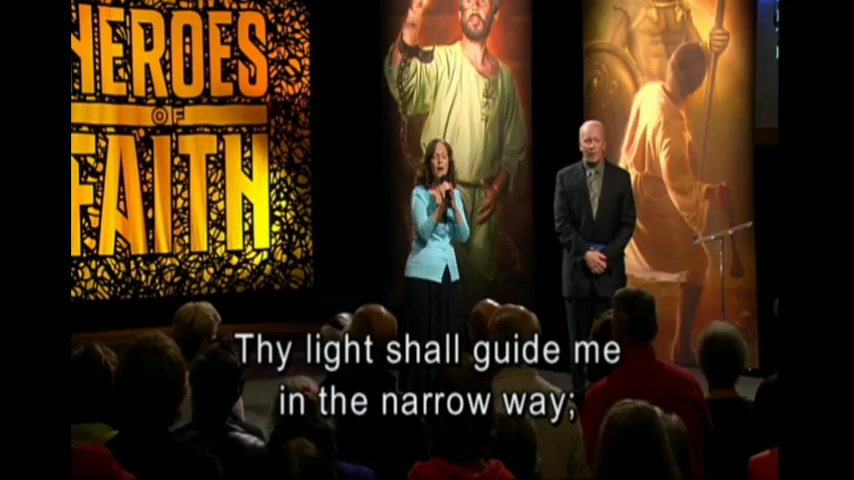 HEROES
OF
FAITH
Thy light shall guide me
in the narrow way;